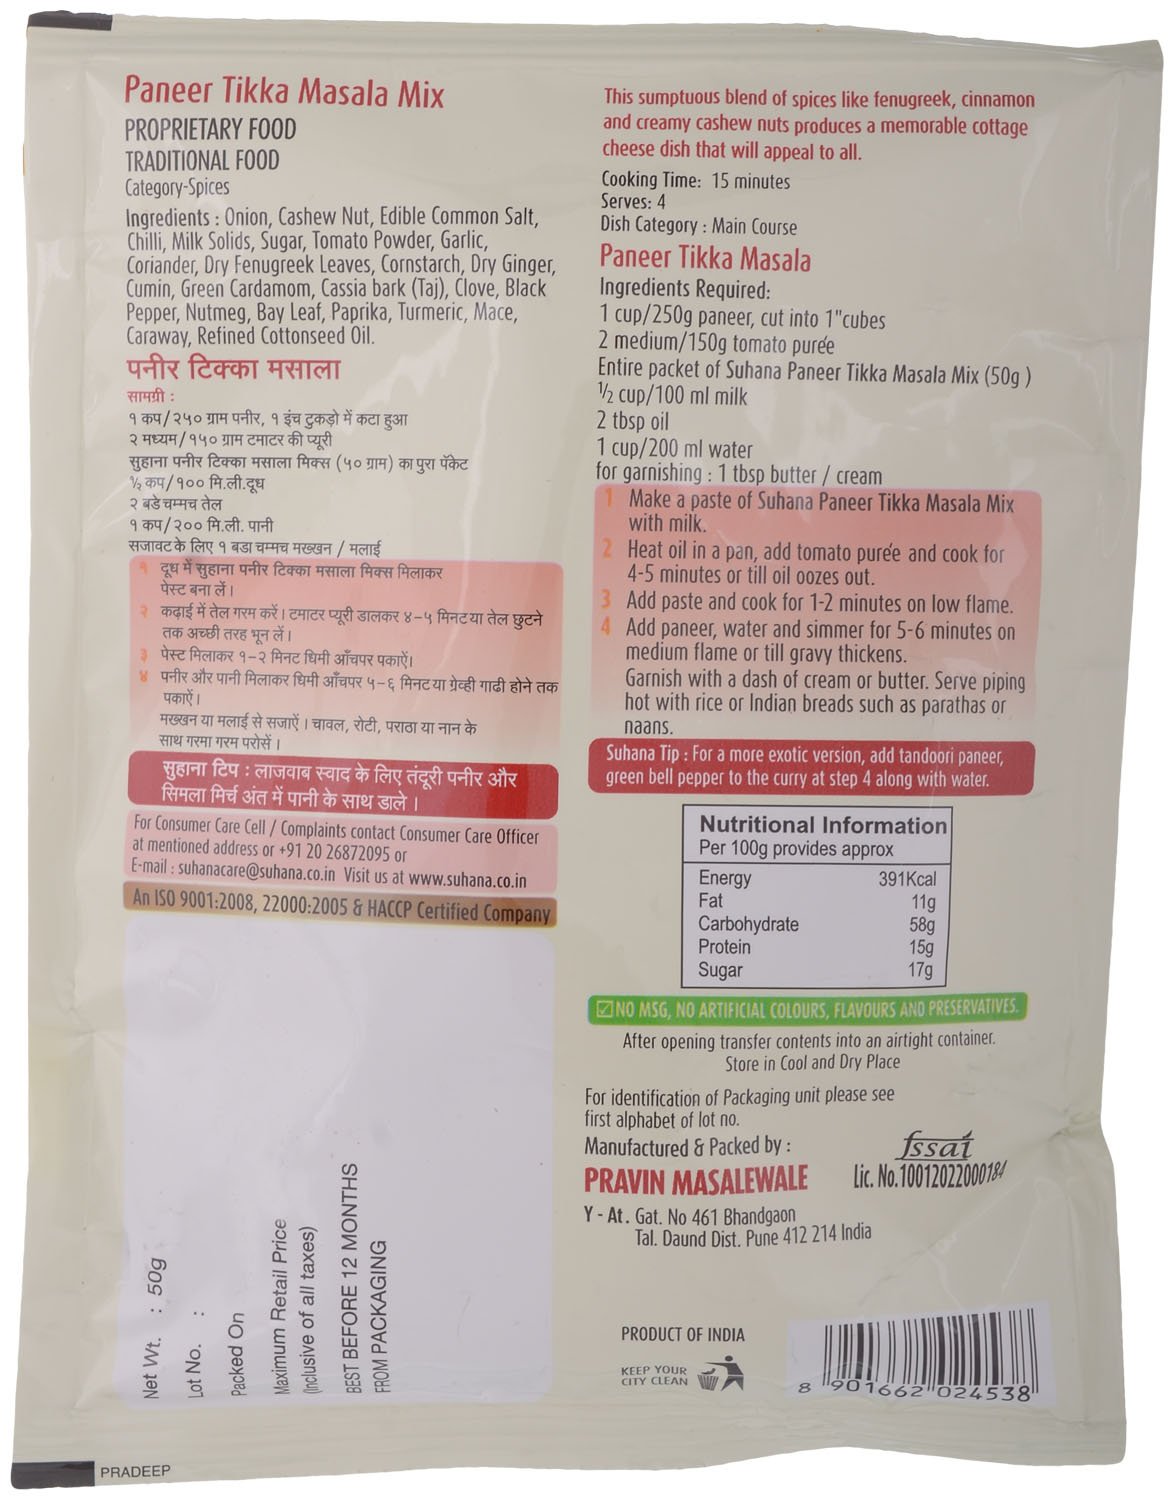 Paneer Tikka Masala Mix
PROPRIETARY FOOD
TRADITIONAL FOOD
Category-Spices
Ingredients : Onion, Cashew Nut, Edible Common Salt,
Chilli, Milk Solids, Sugar, Tomato Powder, Garlic,
Coriander, Dry Fenugreek Leaves, Cornstarch, Dry Ginger,
Cumin, Green Cardamom, Cassia bark (Taj), Clove, Black
Pepper, Nutmeg, Bay Leaf, Paprika, Turmeric, Mace,
Caraway, Refined Cottonseed Oil.
पनीर टिक्का मसाला
सामग्री :
१ कप/२५० ग्राम पनीर, १ इंच टुकड़ो में कटा हुआ
२ मध्यम/१५० ग्राम टमाटर की प्यूरी
सुहाना पनीर टिक्का मसाला मिक्स (५० ग्राम) का पुरा पॅकेट
½ कप/१०० मि.ली.दूध
२ बडे चम्मच तेल
१ कप/२०० मि.ली. पानी
सजावट के लिए १ बडा चम्मच मख्खन / मलाई
१ दूध में सुहाना पनीर टिक्का मसाला मिक्स मिलाकर
पेस्ट बना लें।
२ कढ़ाई में तेल गरम करें। टमाटर प्यूरी डालकर ४-५ मिनट या तेल छुटने
तक अच्छी तरह भून लें।
३ पेस्ट मिलाकर १-२ मिनट धिमी आँचपर पकाऐं।
४ पनीर और पानी मिलाकर धिमी आँचपर ५-६ मिनट या ग्रेव्ही गाढी होने तक
पकाऐं।
मख्खन या मलाई से सजाऐं। चावल, रोटी, पराठा या नान के
साथ गरमा गरम परोसें।
सुहाना टिप : लाजवाब स्वाद के लिए तंदूरी पनीर और
सिमला मिर्च अंत में पानी के साथ डाले।
For Consumer Care Cell / Complaints contact Consumer Care Officer
at mentioned address or +91 20 26872095 or
E-mail : suhanacare@suhana.co.in Visit us at www.suhana.co.in
An ISO 9001:2008, 22000:2005 & HACCP Certified Company
Net Wt. : 50g
Lot No. :
Packed On
Maximum Retail Price
(Inclusive of all taxes)
BEST BEFORE 12 MONTHS
FROM PACKAGING
PRADEEP
This sumptuous blend of spices like fenugreek, cinnamon
and creamy cashew nuts produces a memorable cottage
cheese dish that will appeal to all.
Cooking Time: 15 minutes
Serves: 4
Dish Category : Main Course
Paneer Tikka Masala
Ingredients Required:
1 cup/250g paneer, cut into 1"cubes
2 medium/150g tomato purée
Entire packet of Suhana Paneer Tikka Masala Mix (50g )
½ cup/100 ml milk
2 tbsp oil
1 cup/200 ml water
for garnishing : 1 tbsp butter / cream
1 Make a paste of Suhana Paneer Tikka Masala Mix
with milk.
2 Heat oil in a pan, add tomato purée and cook for
4-5 minutes or till oil oozes out.
3 Add paste and cook for 1-2 minutes on low flame.
4 Add paneer, water and simmer for 5-6 minutes on
medium flame or till gravy thickens.
Garnish with a dash of cream or butter. Serve piping
hot with rice or Indian breads such as parathas or
naans.
Suhana Tip : For a more exotic version, add tandoori paneer,
green bell pepper to the curry at step 4 along with water.
Nutritional Information
Per 100g provides approx
Energy 391Kcal
Fat 11g
Carbohydrate 58g
Protein 15g
Sugar 17g
NO MSG, NO ARTIFICIAL COLOURS, FLAVOURS AND PRESERVATIVES.
After opening transfer contents into an airtight container.
Store in Cool and Dry Place
For identification of Packaging unit please see
first alphabet of lot no.
Manufactured & Packed by :
PRAVIN MASALEWALE
fssai
Lic. No.10012022000184
Y - At. Gat. No 461 Bhandgaon
Tal. Daund Dist. Pune 412 214 India
PRODUCT OF INDIA
KEEP YOUR
CITY CLEAN
8 901662 024538